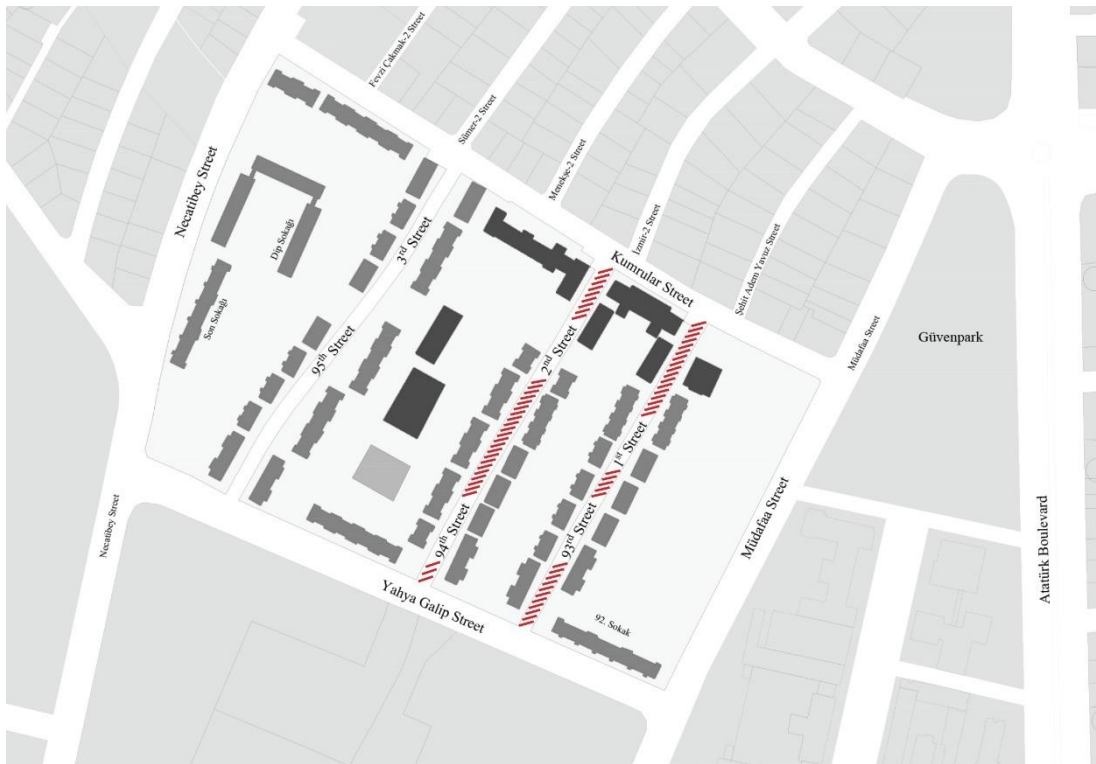 Fevzi Çakmak-2 Street
Sümer-2 Street
Menekşe-2 Street
İzmir-2 Street
Şehit Adem Yavuz Street
Necatibey Street
Dip Sokağı
Son Sokağı
3rd Street
95th Street
Kumrular Street
2nd Street
94th Street
1st Street
93rd Street
Müdafaa Street
Güvenpark
Müdafaa Street
Atatürk Boulevard
Necatibey Street
Yahya Galip Street
92. Sokak